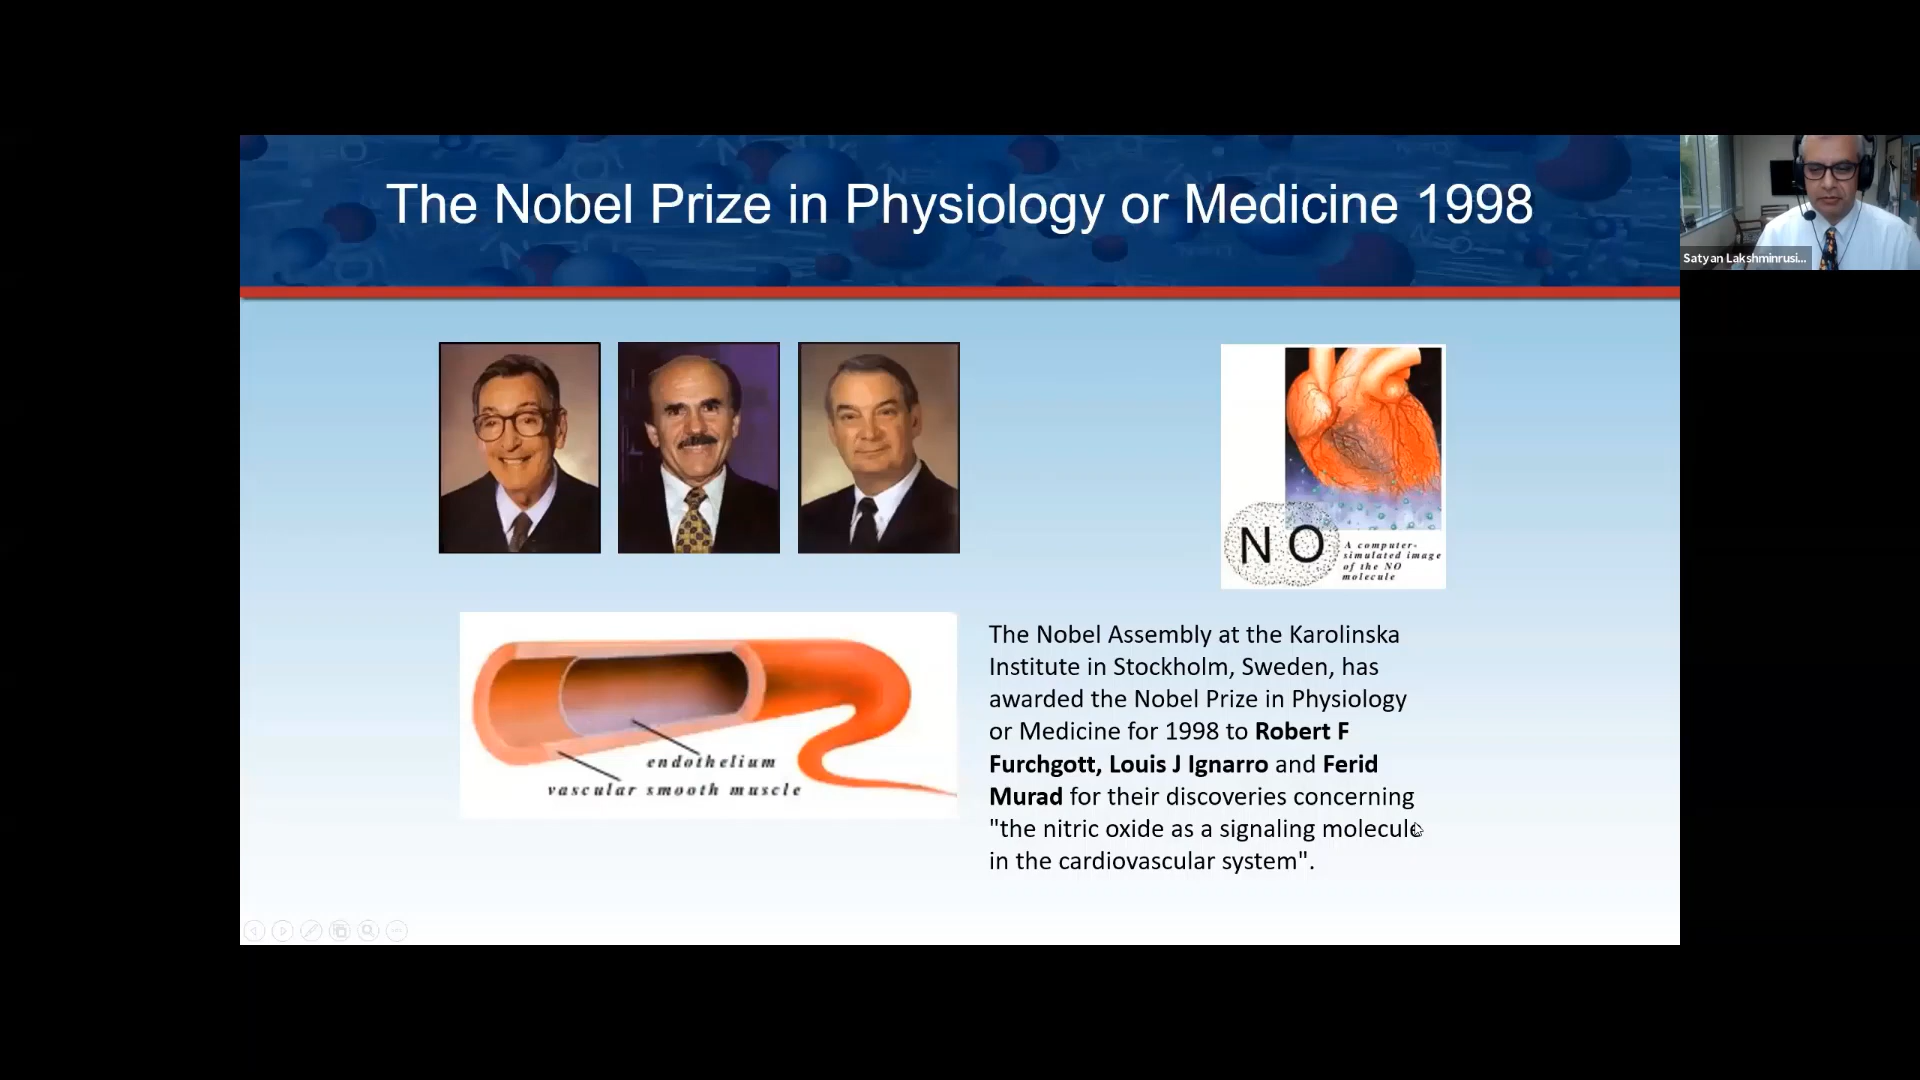 The Nobel Prize in Physiology or Medicine 1998
Satyan Lakshminrusi...
N O
A computer-
simulated image
of the NO
molecule
endothelium
vascular smooth muscle
The Nobel Assembly at the Karolinska
Institute in Stockholm, Sweden, has
awarded the Nobel Prize in Physiology
or Medicine for 1998 to Robert F
Furchgott, Louis J Ignarro and Ferid
Murad for their discoveries concerning
"the nitric oxide as a signaling molecule
in the cardiovascular system".